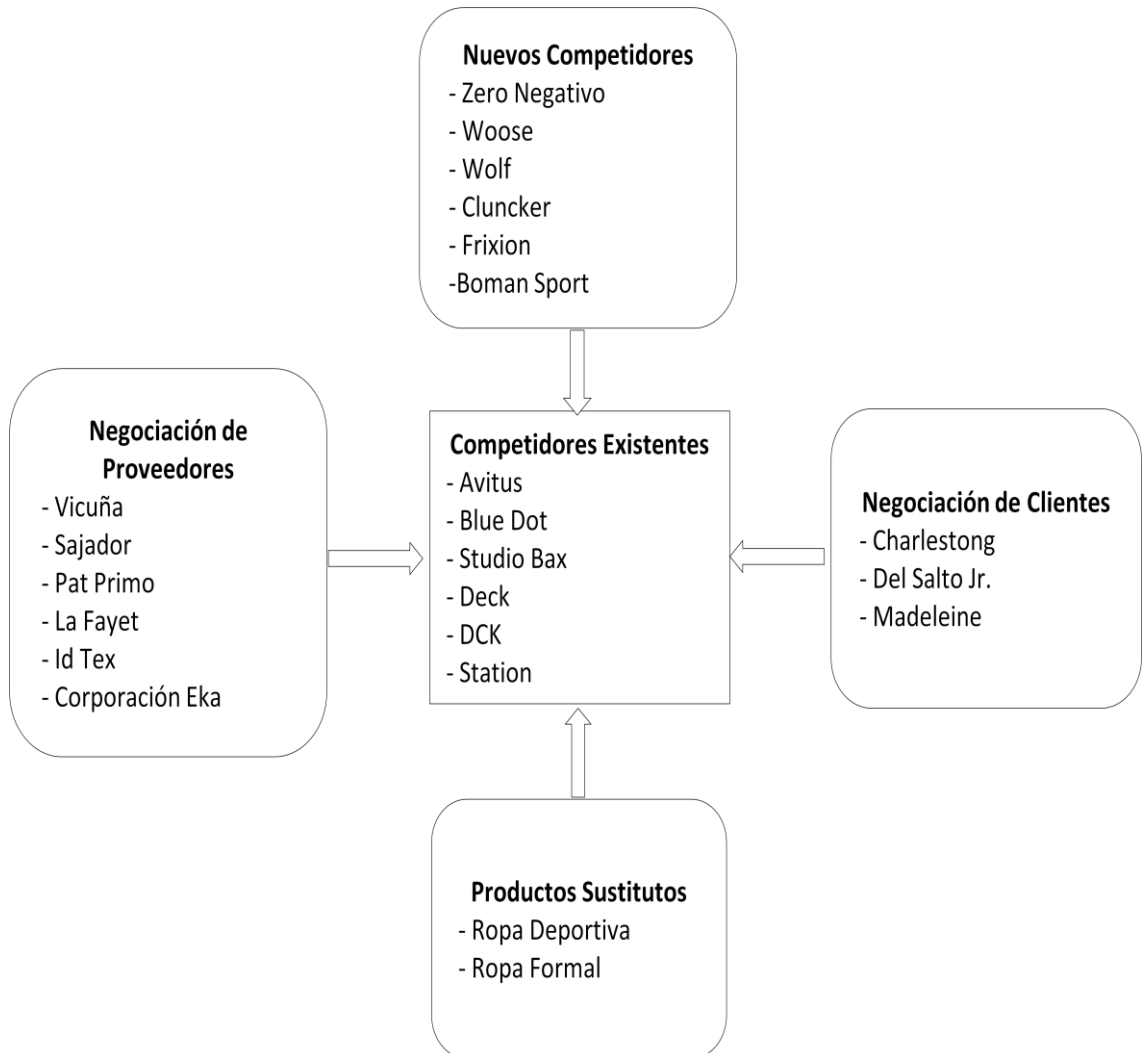 Nuevos Competidores
- Zero Negativo
- Woose
- Wolf
- Cluncker
- Frixion
-Boman Sport
Negociación de
Proveedores
- Vicuña
- Sajador
- Pat Primo
- La Fayet
- Id Tex
- Corporación Eka
Competidores Existentes
- Avitus
- Blue Dot
- Studio Bax
- Deck
- DCK
- Station
Negociación de Clientes
- Charlestong
- Del Salto Jr.
- Madeleine
Productos Sustitutos
- Ropa Deportiva
- Ropa Formal